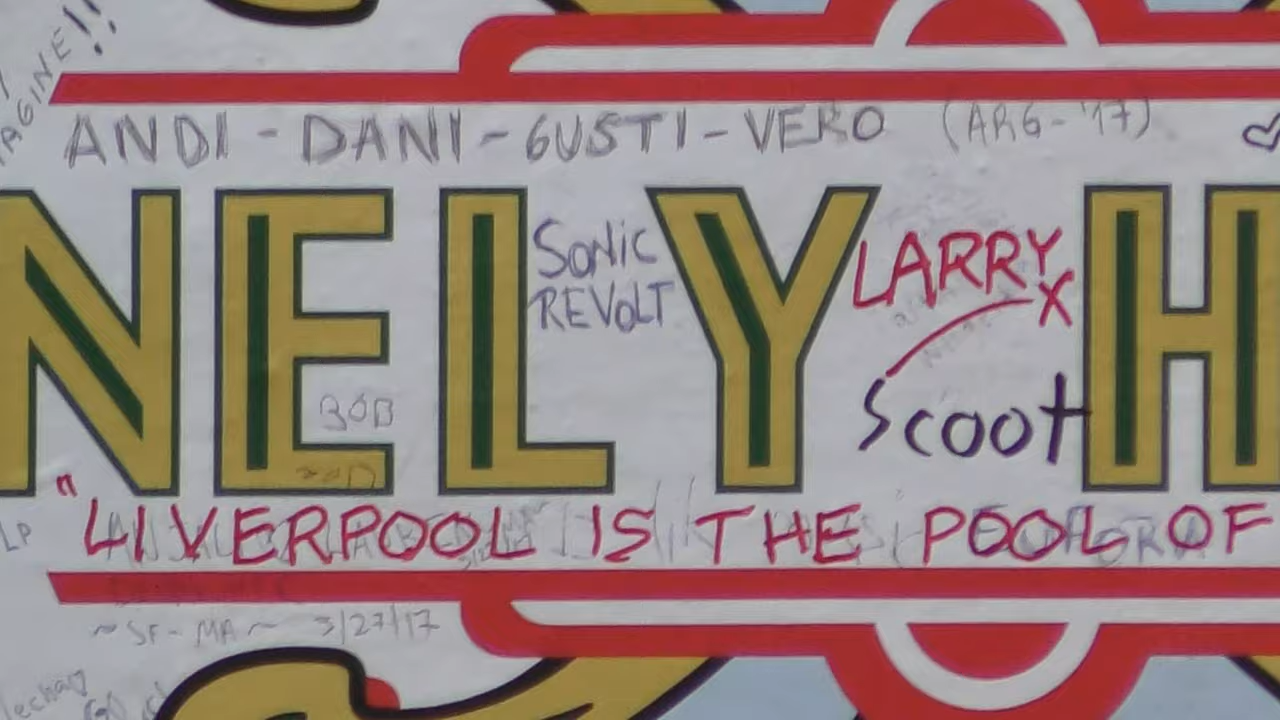 ANDI - DANI - GUSTI - VERO (ARG - '17)
NELY H
SONIC
REVOLT
LARRY
X
Scoot
BOB
"LIVERPOOL IS THE POOL OF
~ SF - MA ~ 3/27/17